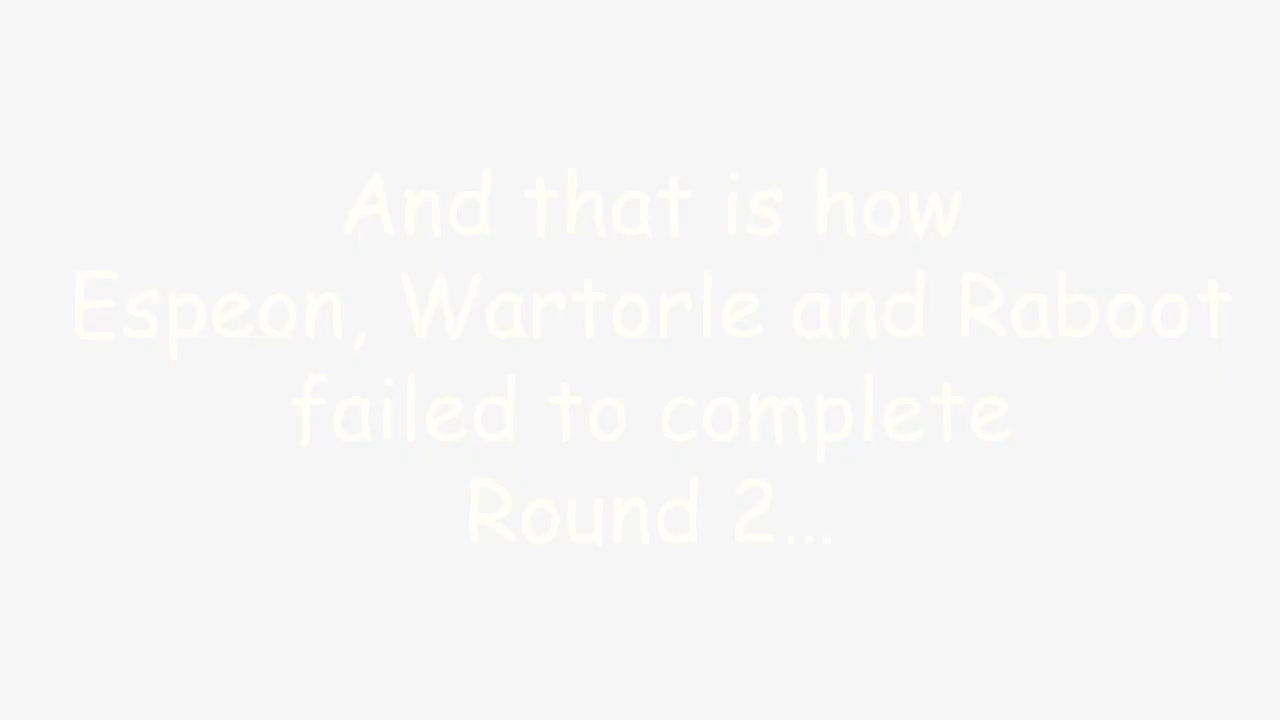 And that is how
Espeon, Wartorle and Raboot
failed to complete
Round 2...